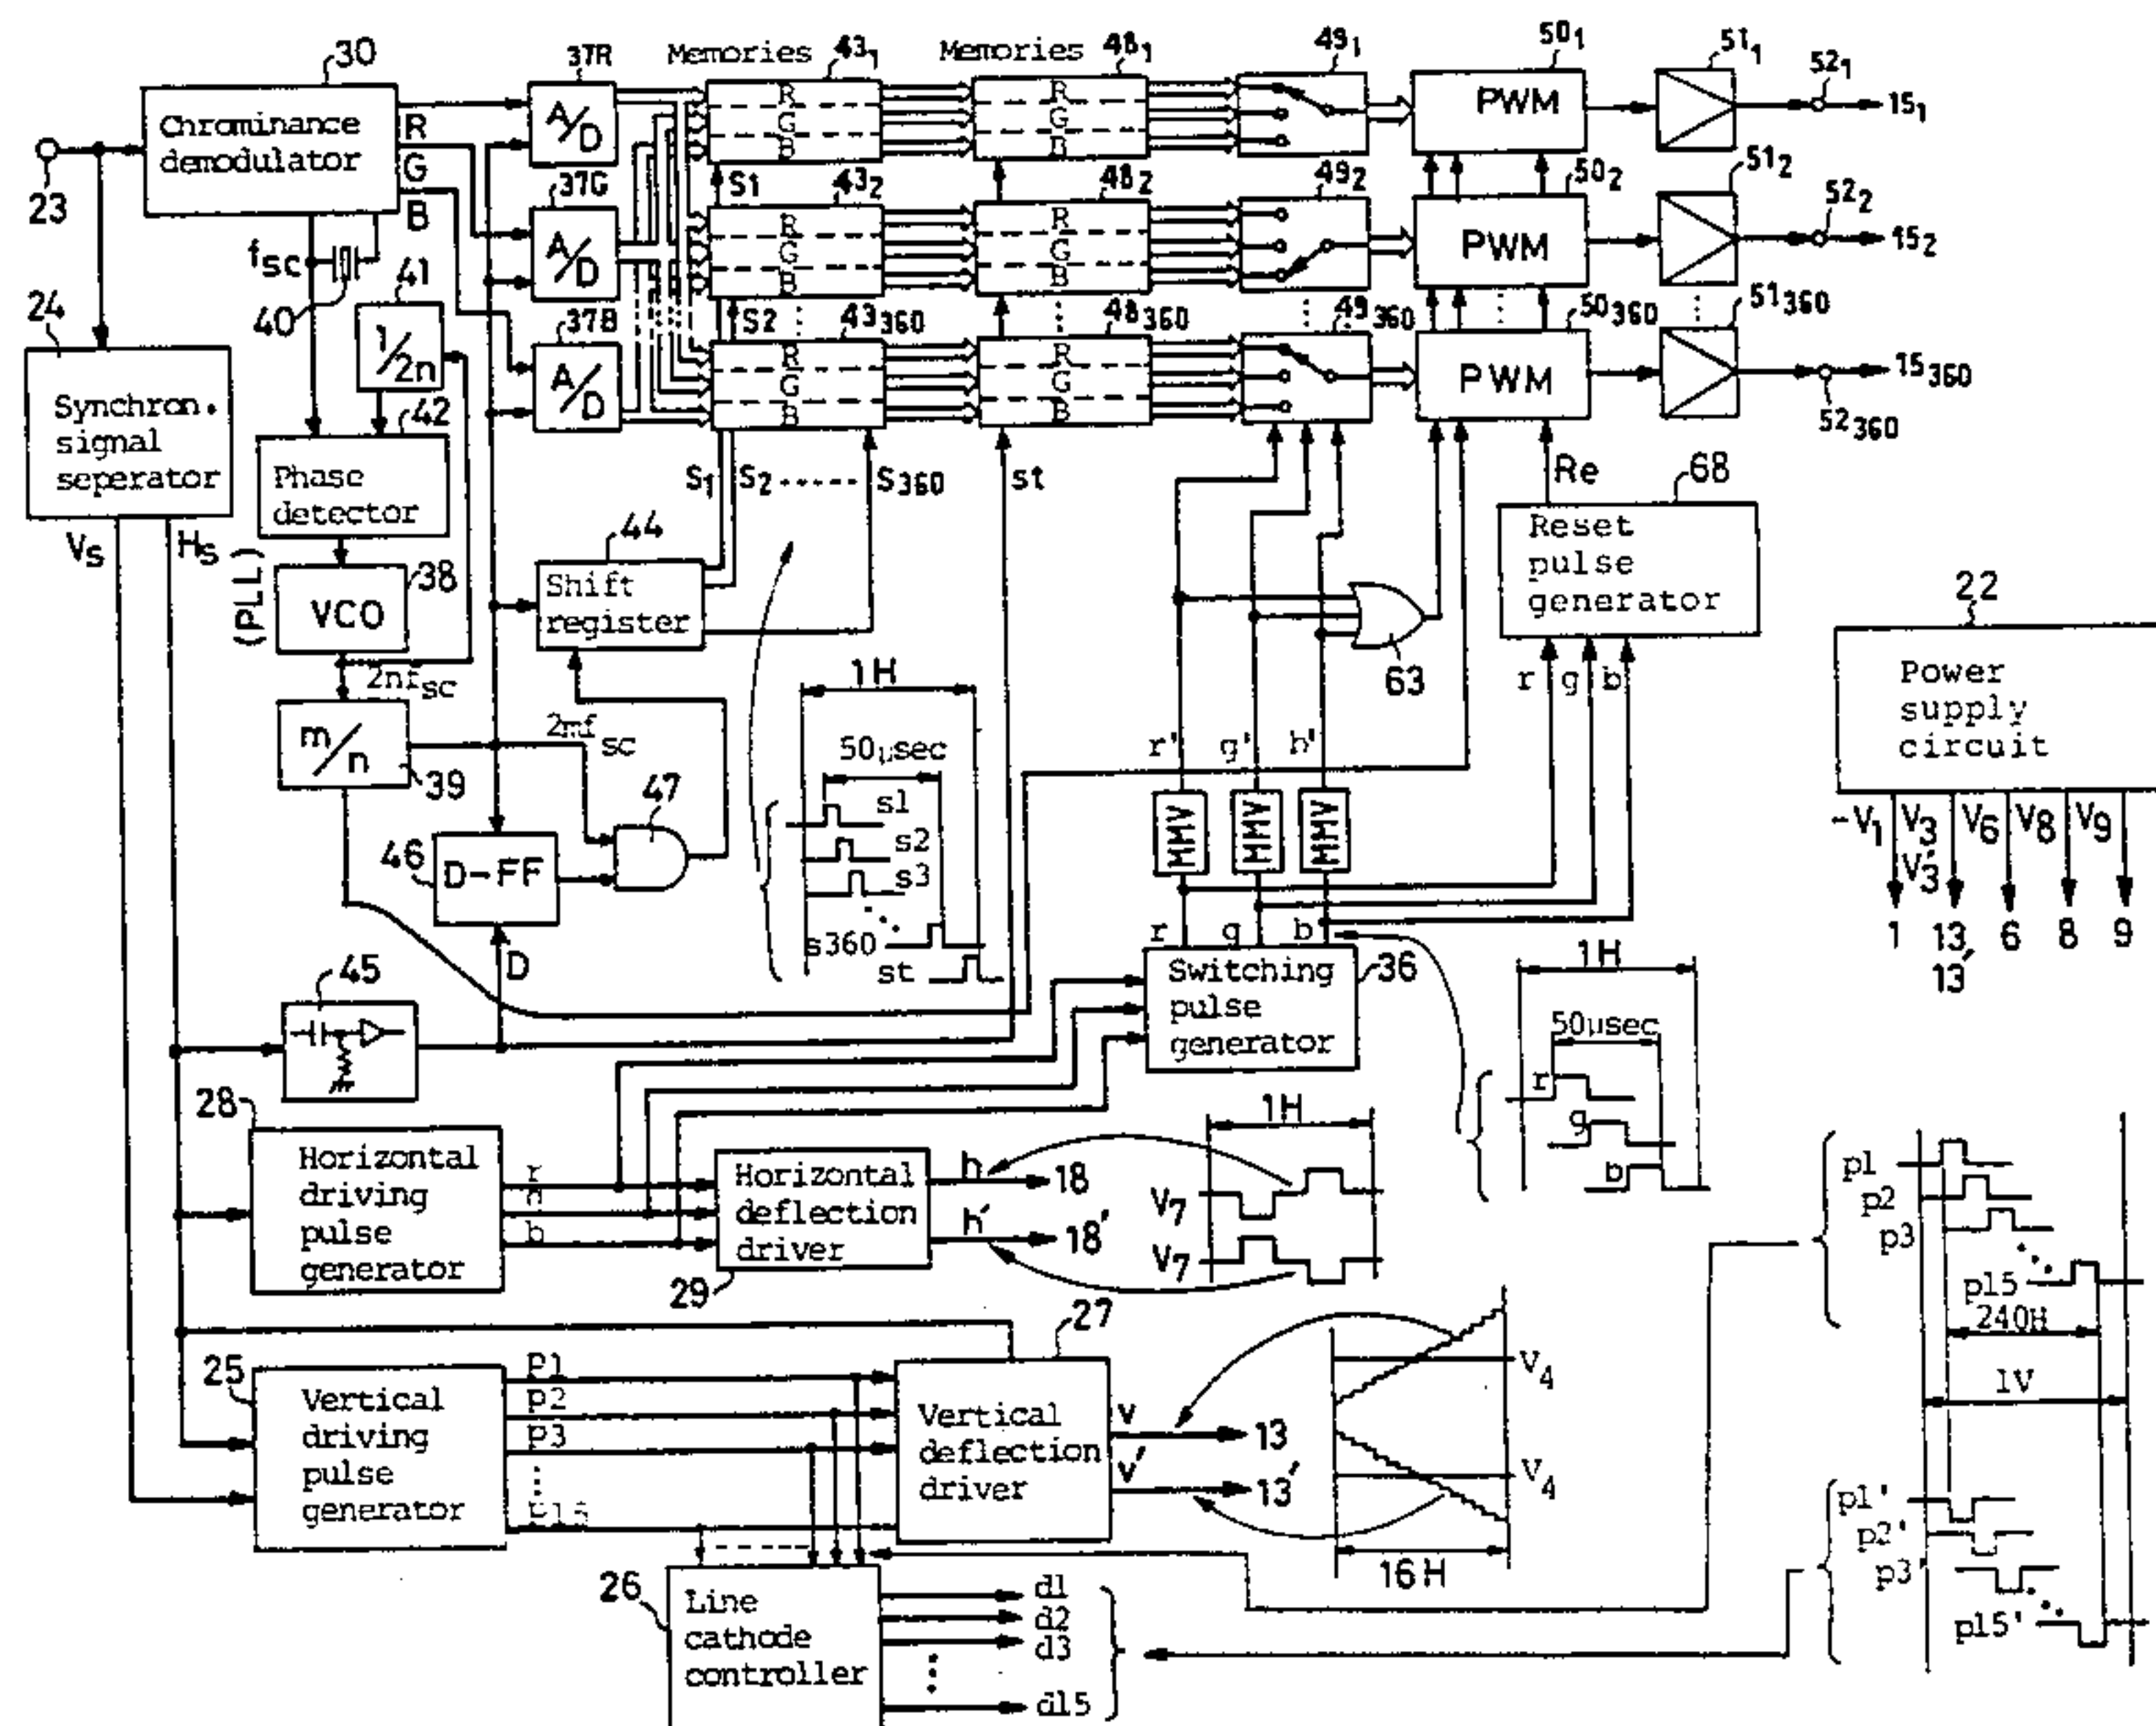 30
Chrominance
demodulator
R
G
B
23
fsc
40
24
Synchron.
signal
seperator
Vs
Hs
41
1/2n
42
Phase
detector
(PLL)
VCO
38
2nfsc
m/n
39
37R
A/D
37G
A/D
37B
A/D
Memories
43₁
R
G
B
S1
43₂
R
G
B
S2
43₃₆₀
R
G
B
Memories
48₁
R
G
B
48₂
R
G
B
48₃₆₀
R
G
B
49₁
49₂
49₃₆₀
50₁
PWM
50₂
PWM
50₃₆₀
PWM
51₁
52₁
15₁
51₂
52₂
15₂
51₃₆₀
52₃₆₀
15₃₆₀
S₁ S₂ ----- S₃₆₀
st
Re
68
Reset
pulse
generator
r g b
44
Shift
register
2mfsc
47
46
D-FF
D
45
1H
50μsec
s1
s2
s3
s360
st
63
r' g' b'
MMV
MMV
MMV
r g b
Switching
pulse
generator
36
22
Power
supply
circuit
-V₁
V₃
V₃'
V₆
V₈
V₉
1
13,
13'
6
8
9
1H
50μsec
r
g
b
28
Horizontal
driving
pulse
generator
r
g
b
Horizontal
deflection
driver
29
h
18
h'
18'
1H
V₇
V₇
25
Vertical
driving
pulse
generator
p1
p2
p3
p15
27
Vertical
deflection
driver
v
13
v'
13'
V₄
V₄
16H
26
Line
cathode
controller
d1
d2
d3
d15
p1
p2
p3
p15
240H
1V
p1'
p2'
p3'
p15'